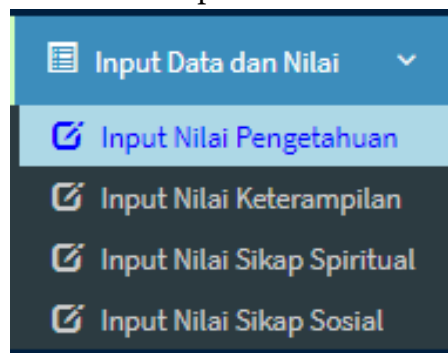 Input Data dan Nilai
Input Nilai Pengetahuan
Input Nilai Keterampilan
Input Nilai Sikap Spiritual
Input Nilai Sikap Sosial